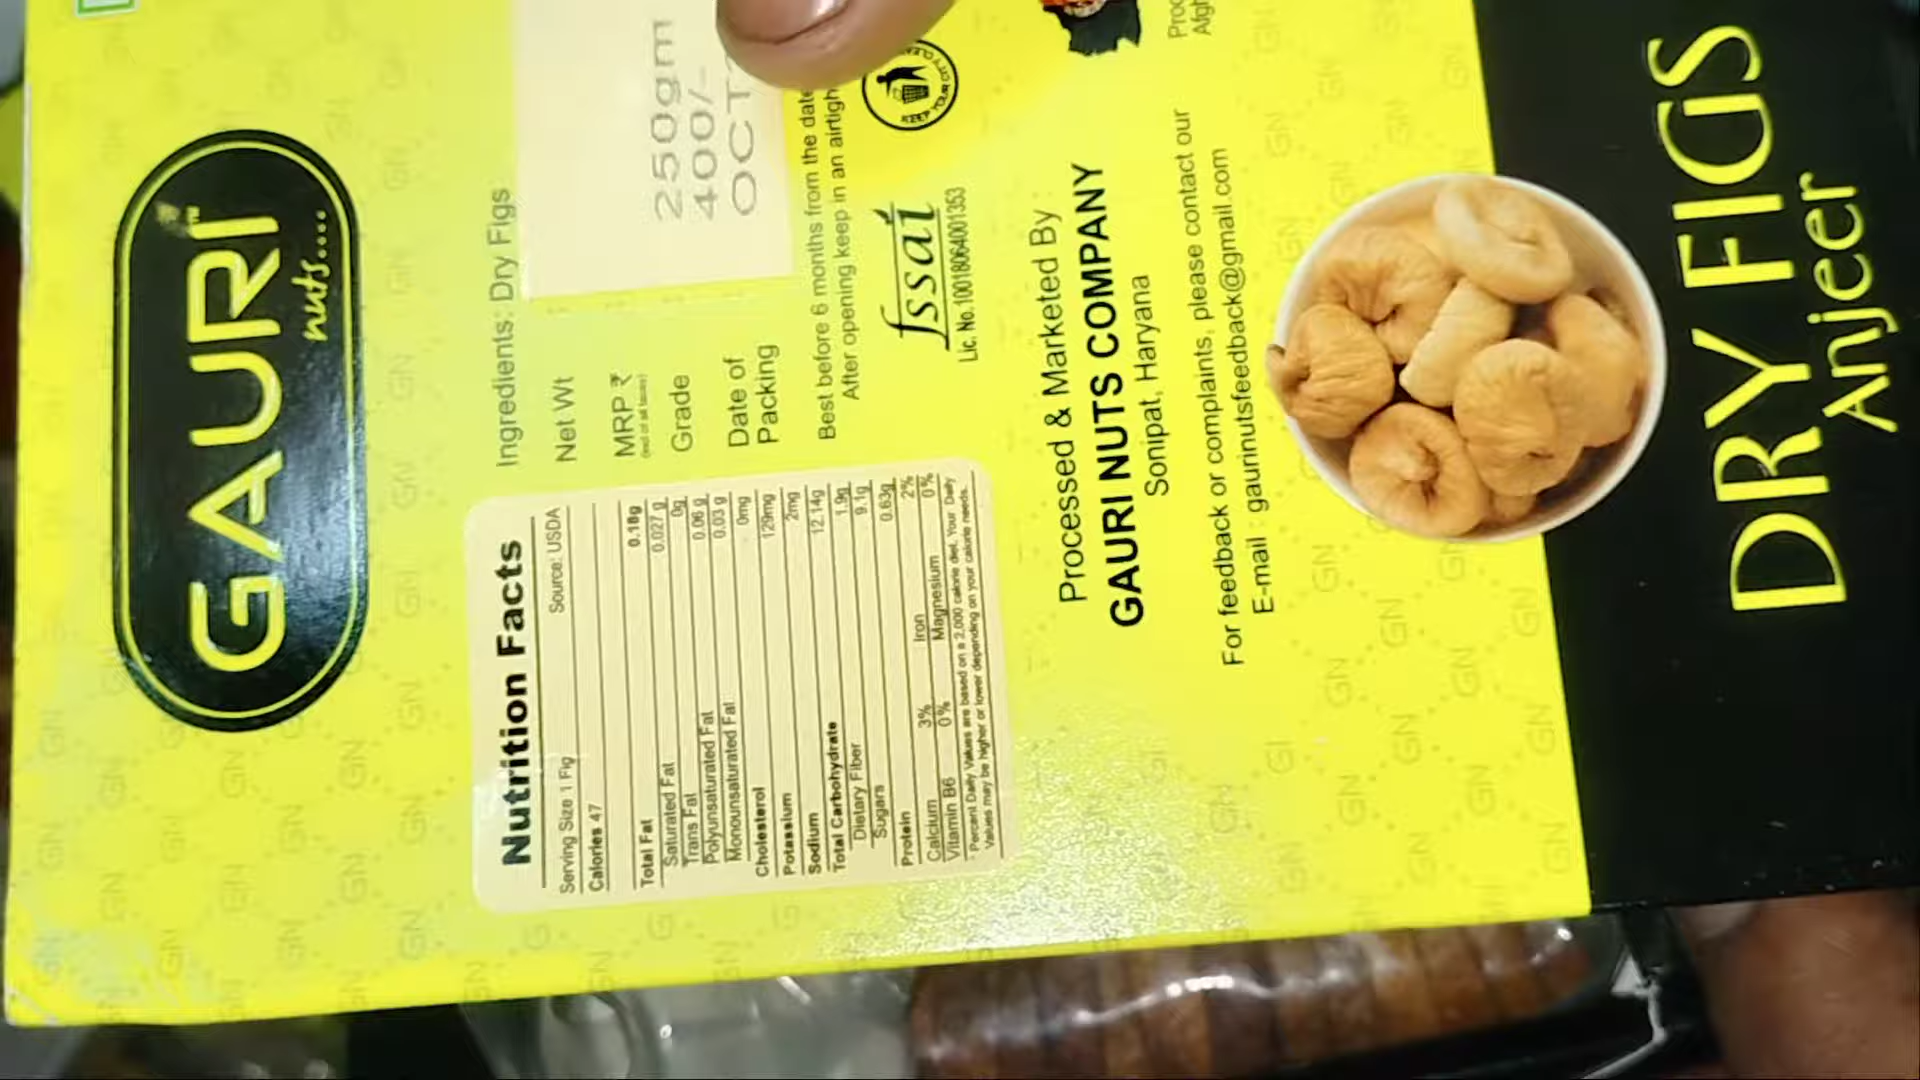 GAURI
nuts....
Ingredients: Dry Figs
Net Wt 250gm
MRP ₹ 400/-
Grade
Date of
Packing
OCT
Best before 6 months from the date
After opening keep in an airtigh
fssai
Lic. No. 10018064001353
KEEP YOUR CITY CLEAN
Nutrition Facts
Serving Size 1 Fig Source: USDA
Calories 47
Total Fat 0.18g
Saturated Fat 0.027 g
Trans Fat 0g
Polyunsaturated Fat 0.06 g
Monounsaturated Fat 0.03 g
Cholesterol 0mg
Potassium 129mg
Sodium 2mg
Total Carbohydrate 12.14g
Dietary Fiber 1.9g
Sugars 9.1g
Protein 0.63g
Calcium 3% Iron 2%
Vitamin B6 0% Magnesium 0%
* Percent Daily Values are based on a 2,000 calorie diet. Your Daily
Values may be higher or lower depending on your calorie needs.
Processed & Marketed By :
GAURI NUTS COMPANY
Sonipat, Haryana
For feedback or complaints, please contact our
E-mail : gaurinutsfeedback@gmail.com
DRY FIGS
Anjeer